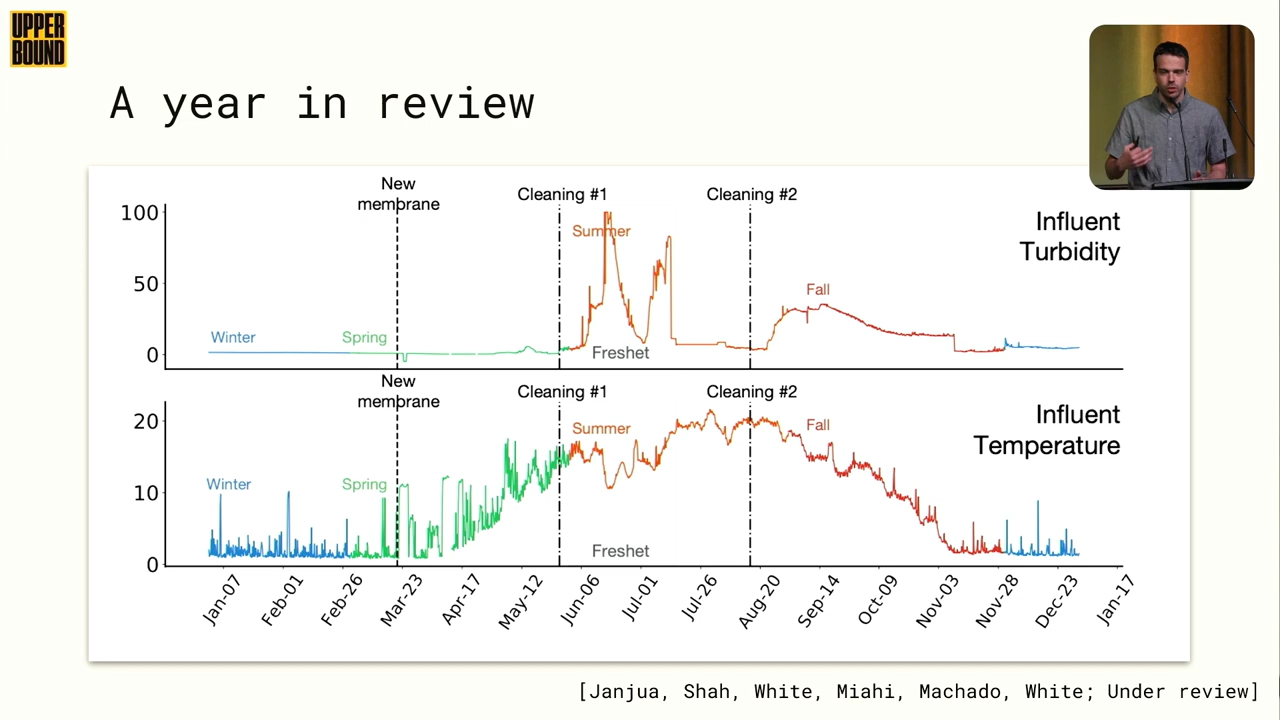 UPPER
BOUND
A year in review
New
membrane
Cleaning #1
Cleaning #2
Influent
Turbidity
100
50
0
Winter
Spring
Summer
Freshet
Fall
New
membrane
Cleaning #1
Cleaning #2
Influent
Temperature
20
10
0
Winter
Spring
Summer
Freshet
Fall
Jan-07
Feb-01
Feb-26
Mar-23
Apr-17
May-12
Jun-06
Jul-01
Jul-26
Aug-20
Sep-14
Oct-09
Nov-03
Nov-28
Dec-23
Jan-17
[Janjua, Shah, White, Miahi, Machado, White; Under review]